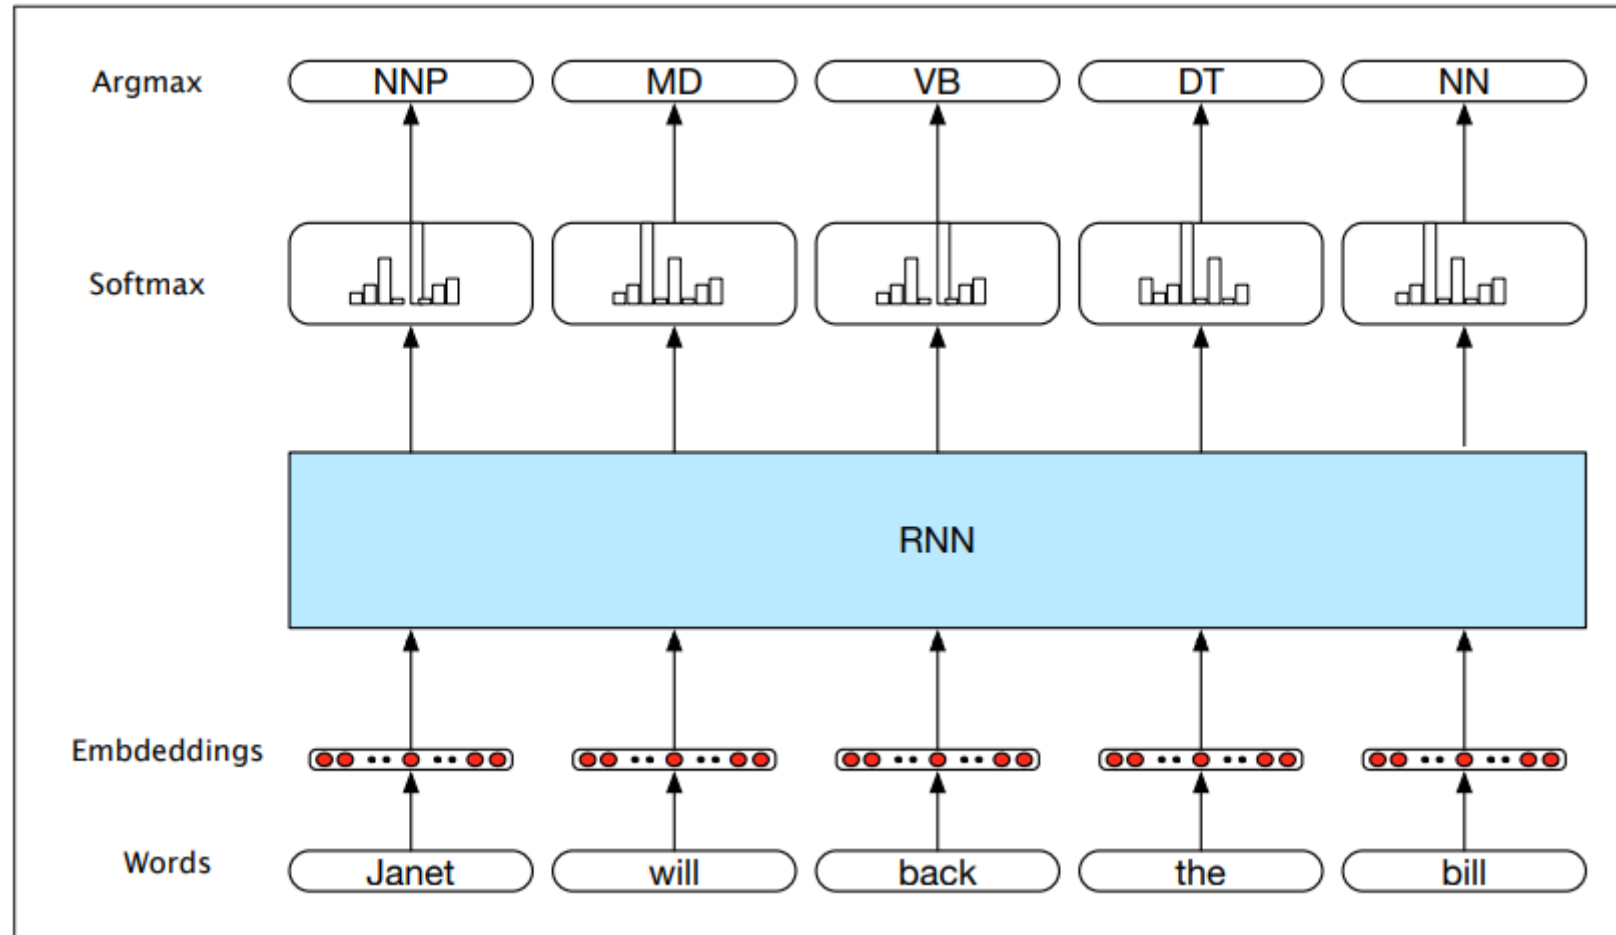 Argmax NNP MD VB DT NN
Softmax
RNN
Embdeddings
Words Janet will back the bill